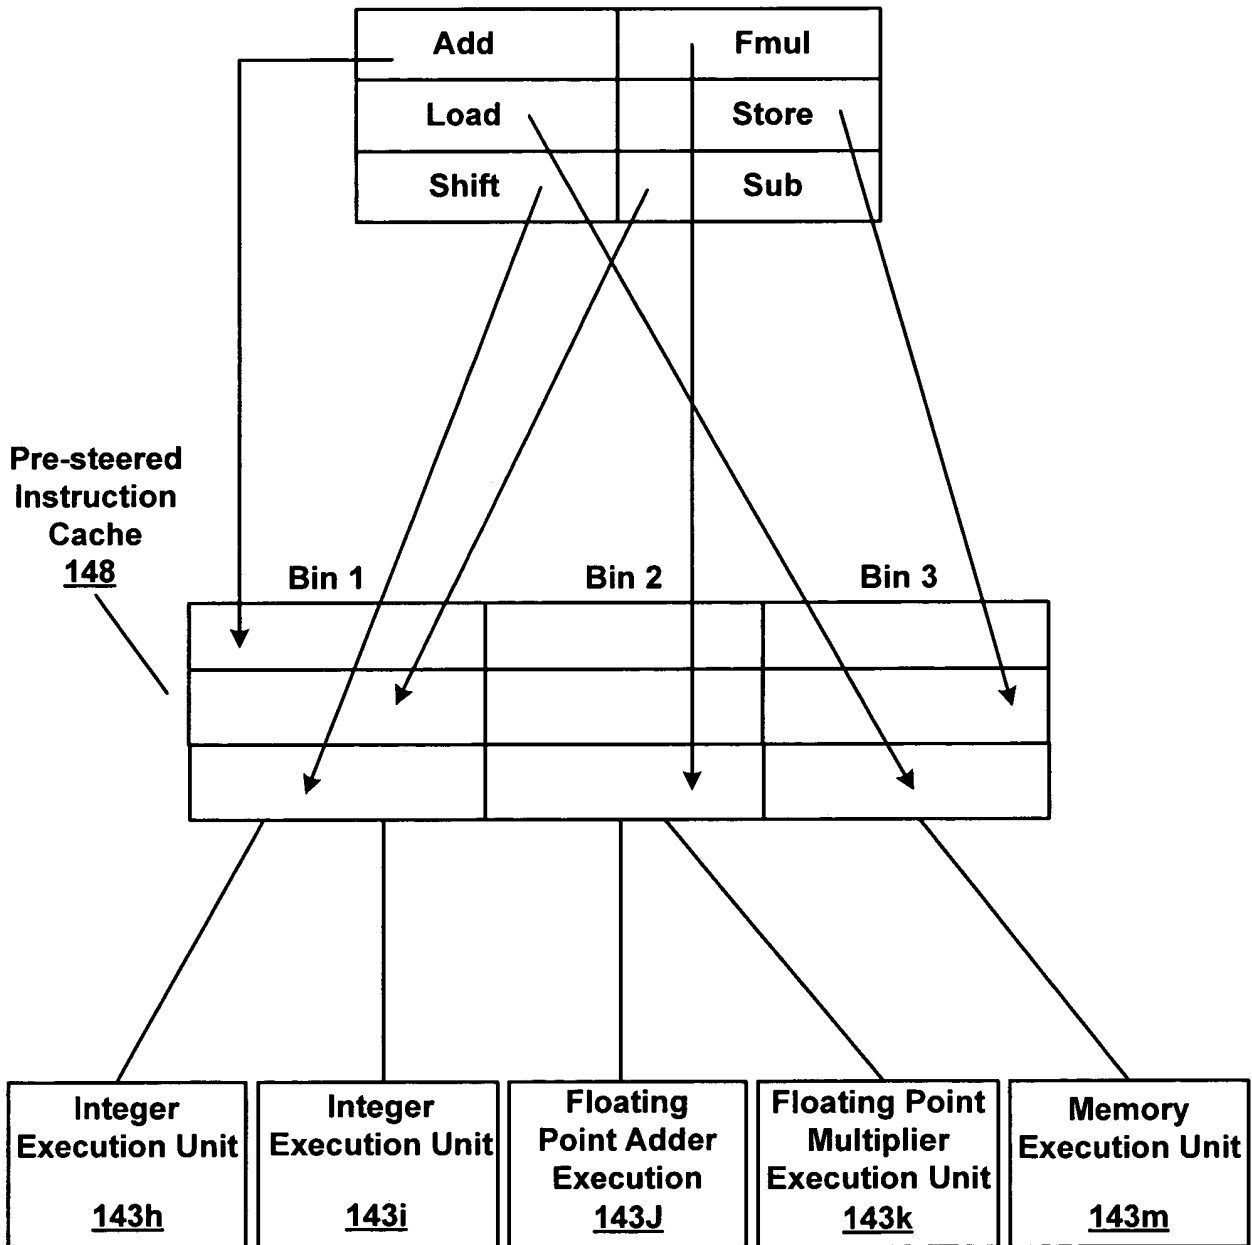 Add
Fmul
Load
Store
Shift
Sub
Pre-steered
Instruction
Cache
148
Bin 1
Bin 2
Bin 3
Integer
Execution Unit
143h
Integer
Execution Unit
143i
Floating
Point Adder
Execution
143J
Floating Point
Multiplier
Execution Unit
143k
Memory
Execution Unit
143m